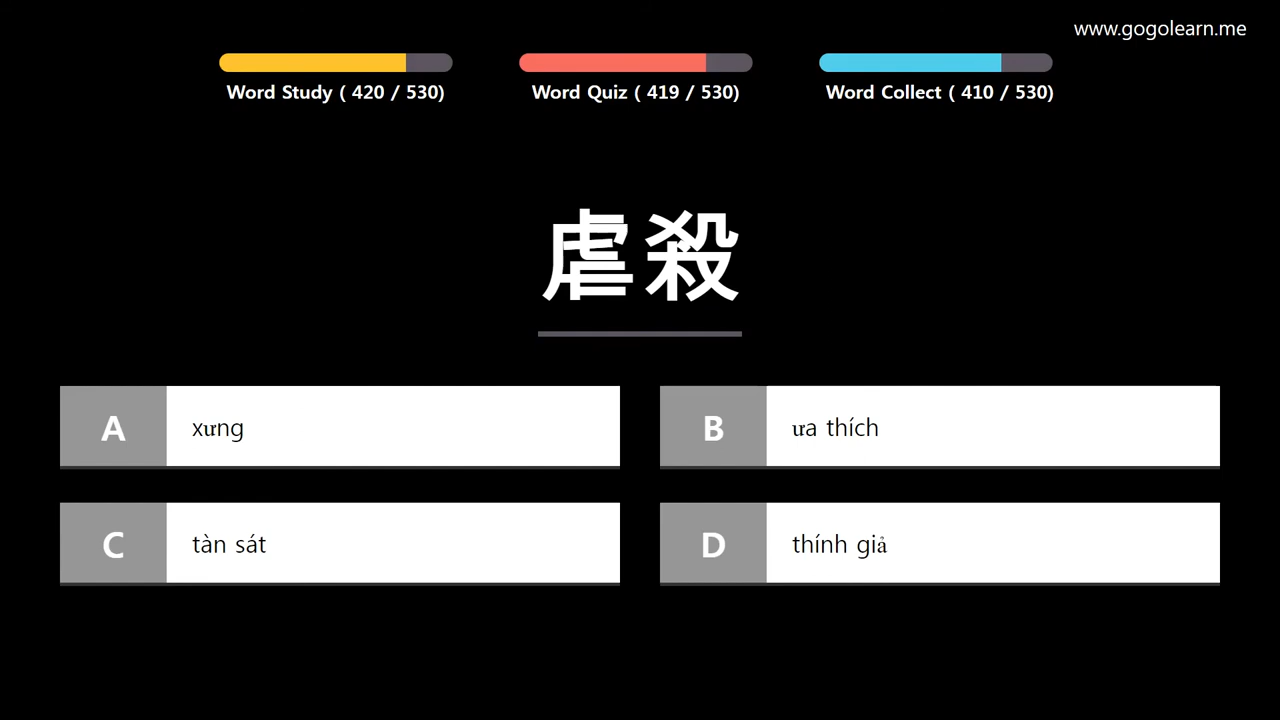 www.gogolearn.me
Word Study ( 420 / 530)
Word Quiz ( 419 / 530)
Word Collect ( 410 / 530)
虐殺
A xưng
B ưa thích
C tàn sát
D thính giả